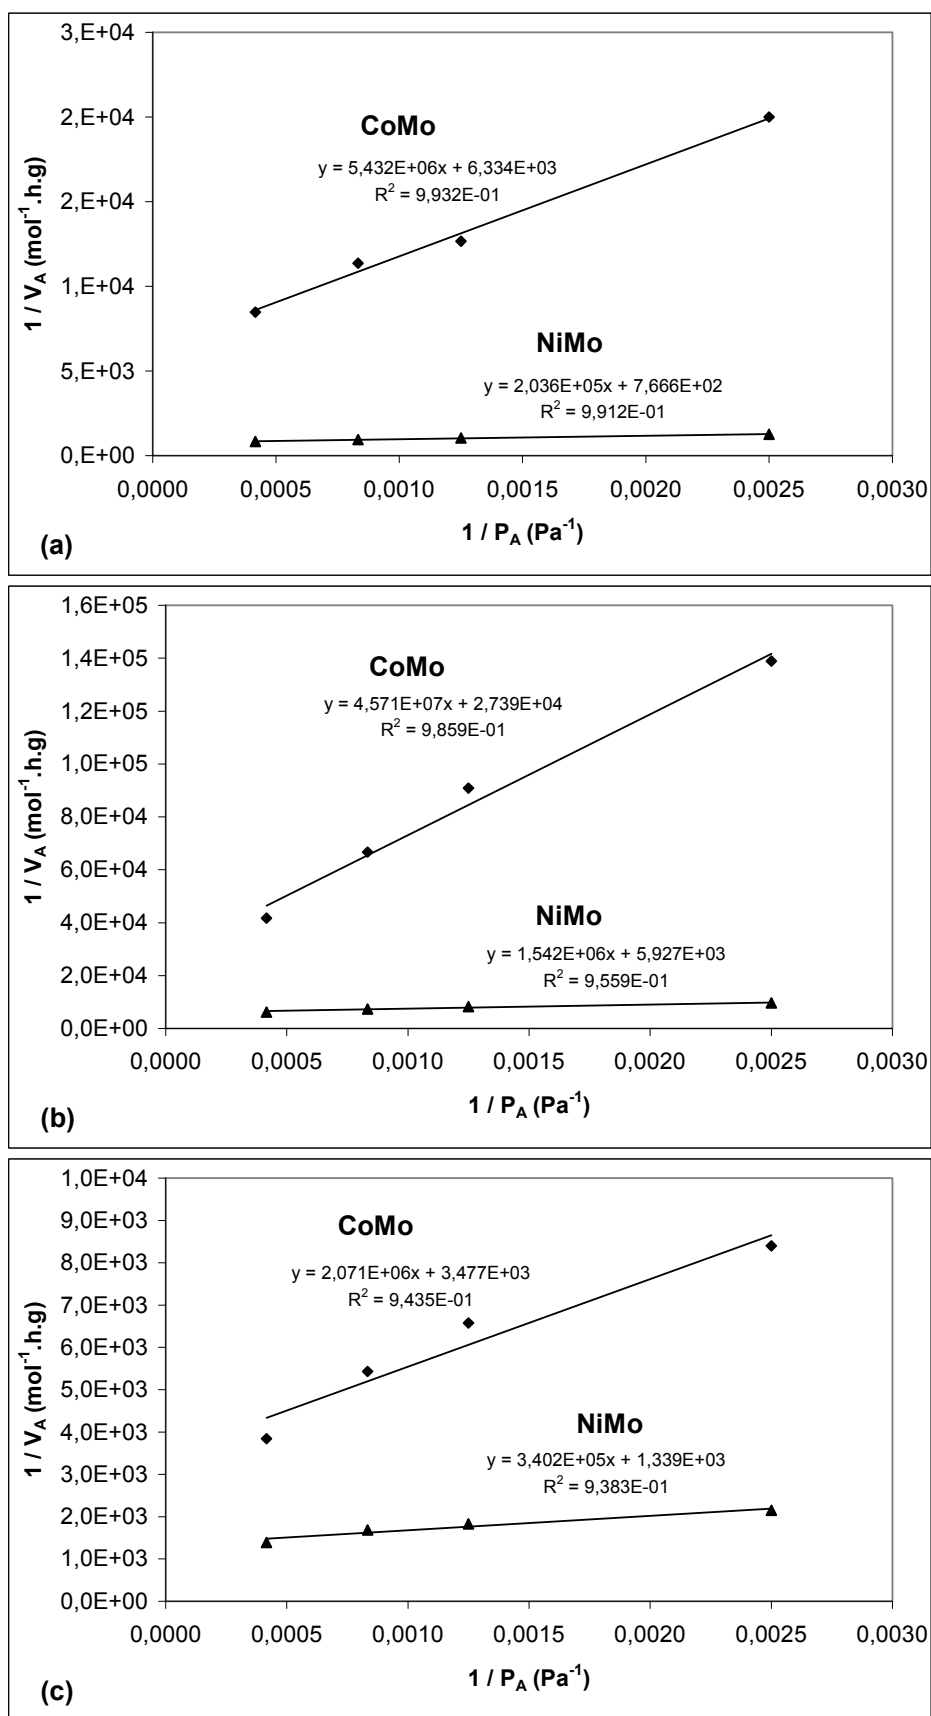 3,E+04
2,E+04
2,E+04
1,E+04
5,E+03
0,E+00
1 / V_A (mol⁻¹.h.g)
CoMo
y = 5,432E+06x + 6,334E+03
R² = 9,932E-01
NiMo
y = 2,036E+05x + 7,666E+02
R² = 9,912E-01
0,0000 0,0005 0,0010 0,0015 0,0020 0,0025 0,0030
1 / P_A (Pa⁻¹)
(a)
1,6E+05
1,4E+05
1,2E+05
1,0E+05
8,0E+04
6,0E+04
4,0E+04
2,0E+04
0,0E+00
1 / V_A (mol⁻¹.h.g)
CoMo
y = 4,571E+07x + 2,739E+04
R² = 9,859E-01
NiMo
y = 1,542E+06x + 5,927E+03
R² = 9,559E-01
0,0000 0,0005 0,0010 0,0015 0,0020 0,0025 0,0030
1 / P_A (Pa⁻¹)
(b)
1,0E+04
9,0E+03
8,0E+03
7,0E+03
6,0E+03
5,0E+03
4,0E+03
3,0E+03
2,0E+03
1,0E+03
0,0E+00
1 / V_A (mol⁻¹.h.g)
CoMo
y = 2,071E+06x + 3,477E+03
R² = 9,435E-01
NiMo
y = 3,402E+05x + 1,339E+03
R² = 9,383E-01
0,0000 0,0005 0,0010 0,0015 0,0020 0,0025 0,0030
1 / P_A (Pa⁻¹)
(c)